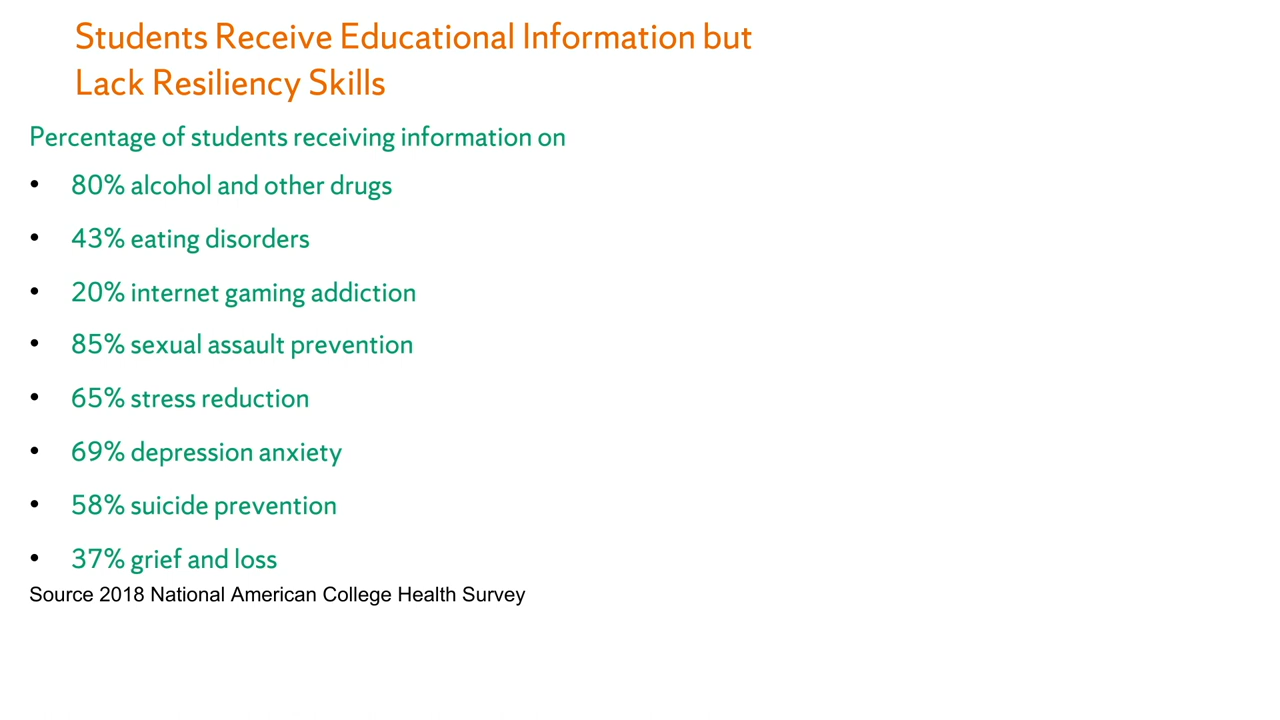 Students Receive Educational Information but
Lack Resiliency Skills
Percentage of students receiving information on
• 80% alcohol and other drugs
• 43% eating disorders
• 20% internet gaming addiction
• 85% sexual assault prevention
• 65% stress reduction
• 69% depression anxiety
• 58% suicide prevention
• 37% grief and loss
Source 2018 National American College Health Survey